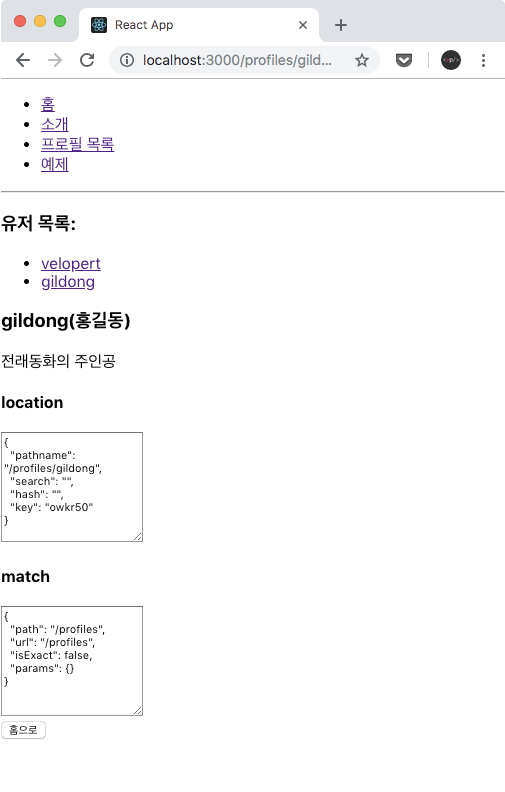 React App
localhost:3000/profiles/gild...
홈
소개
프로필 목록
예제
유저 목록:
velopert
gildong
gildong(홍길동)
전래동화의 주인공
location
{
"pathname":
"/profiles/gildong",
"search": "",
"hash": "",
"key": "owkr50"
}
match
{
"path": "/profiles",
"url": "/profiles",
"isExact": false,
"params": {}
}
홈으로